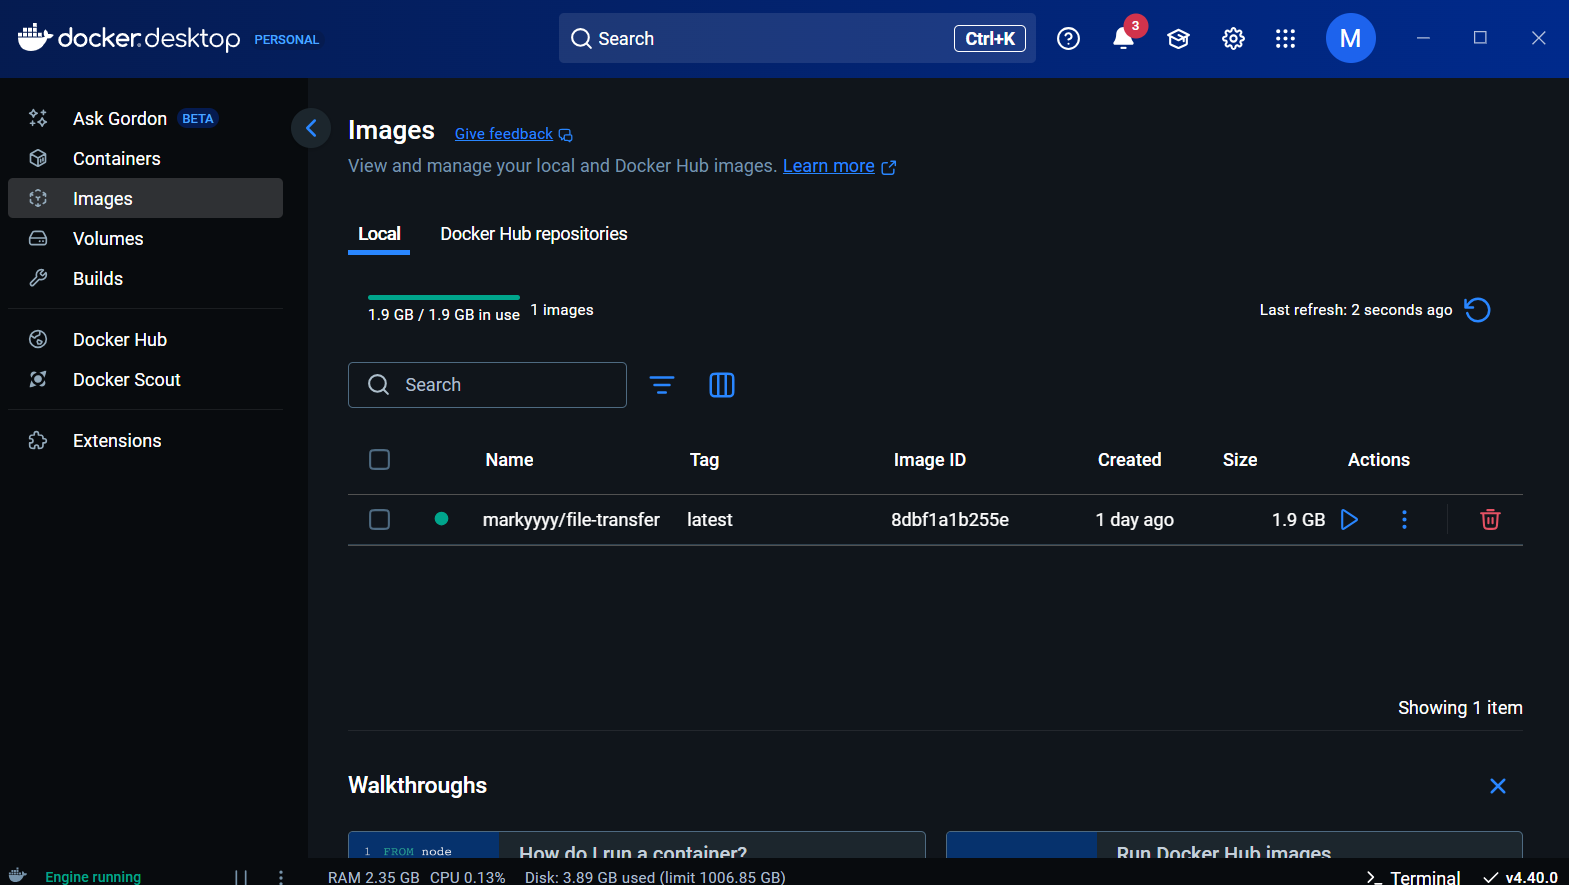 docker.desktop PERSONAL
Search Ctrl+K
3
M
Ask Gordon BETA
Containers
Images
Volumes
Builds
Docker Hub
Docker Scout
Extensions
Images Give feedback
View and manage your local and Docker Hub images. Learn more
Local Docker Hub repositories
1.9 GB / 1.9 GB in use 1 images
Last refresh: 2 seconds ago
Search
Name Tag Image ID Created Size Actions
markyyyy/file-transfer latest 8dbf1a1b255e 1 day ago 1.9 GB
Showing 1 item
Walkthroughs
1 FROM node
How do I run a container?
Run Docker Hub images
Engine running
RAM 2.35 GB CPU 0.13% Disk: 3.89 GB used (limit 1006.85 GB)
Terminal v4.40.0